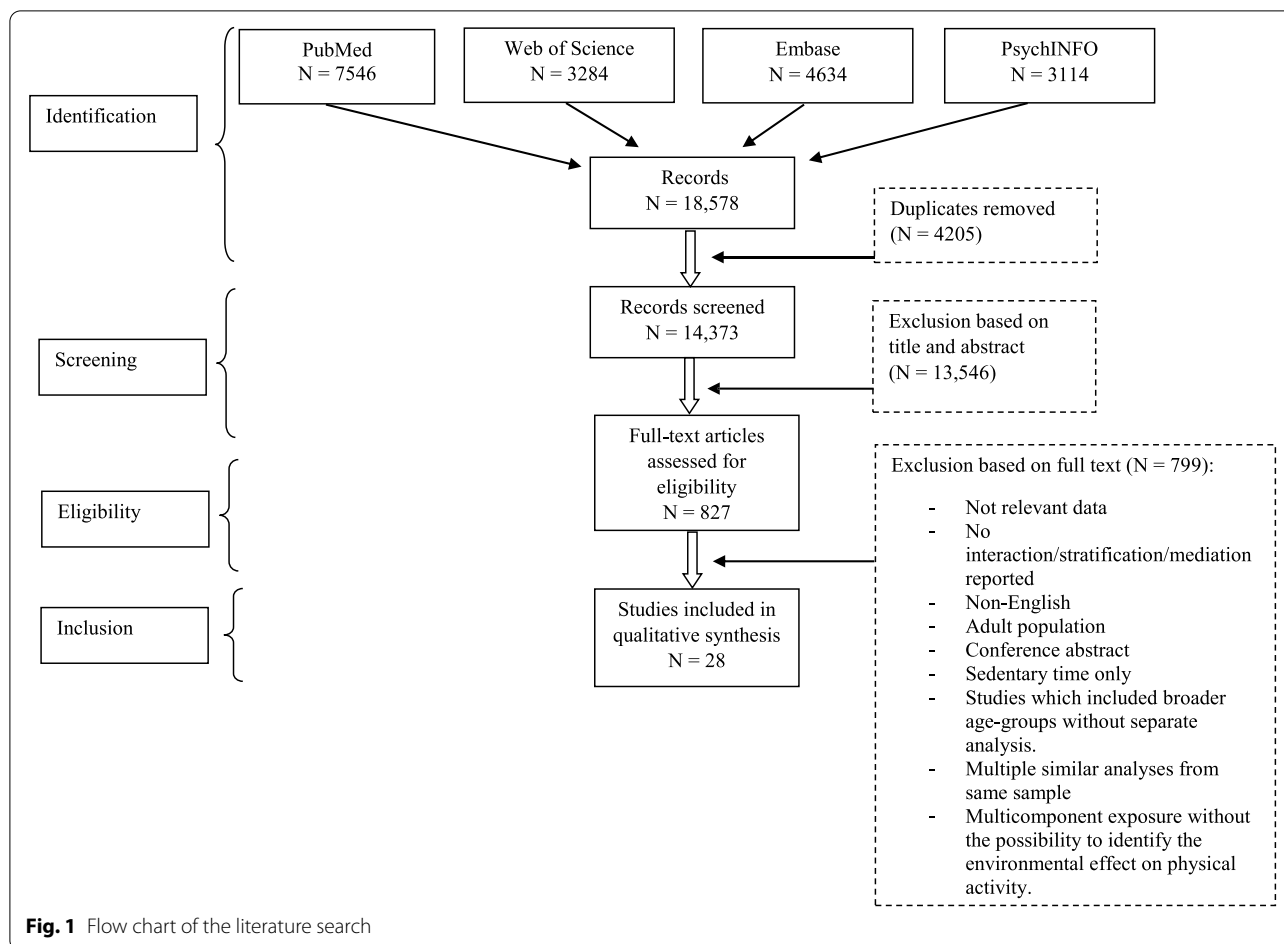 PubMed
N = 7546
Web of Science
N = 3284
Embase
N = 4634
PsychINFO
N = 3114
Identification
Records
N = 18,578
Duplicates removed
(N = 4205)
Records screened
N = 14,373
Exclusion based on
title and abstract
(N = 13,546)
Screening
Full-text articles
assessed for
eligibility
N = 827
Exclusion based on full text (N = 799):
- Not relevant data
- No
interaction/stratification/mediation
reported
- Non-English
- Adult population
- Conference abstract
- Sedentary time only
- Studies which included broader
age-groups without separate
analysis.
- Multiple similar analyses from
same sample
- Multicomponent exposure without
the possibility to identify the
environmental effect on physical
activity.
Eligibility
Studies included in
qualitative synthesis
N = 28
Inclusion
Fig. 1 Flow chart of the literature search